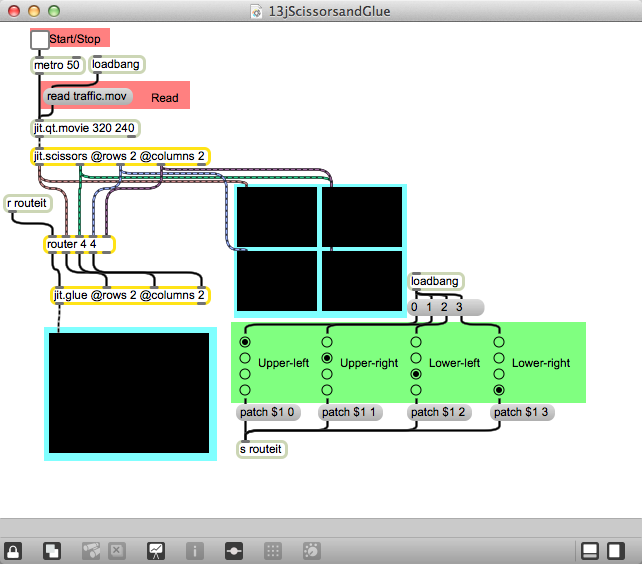 13jScissorsandGlue
Start/Stop
metro 50
loadbang
read traffic.mov
Read
jit.qt.movie 320 240
jit.scissors @rows 2 @columns 2
r routeit
router 4 4
jit.glue @rows 2 @columns 2
loadbang
0 1 2 3
Upper-left
Upper-right
Lower-left
Lower-right
patch $1 0
patch $1 1
patch $1 2
patch $1 3
s routeit